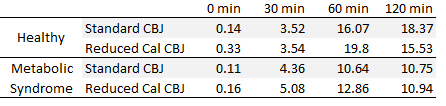 0 min 30 min 60 min 120 min
Healthy Standard CBJ 0.14 3.52 16.07 18.37
Reduced Cal CBJ 0.33 3.54 19.8 15.53
Metabolic Standard CBJ 0.11 4.36 10.64 10.75
Syndrome Reduced Cal CBJ 0.16 5.08 12.86 10.94